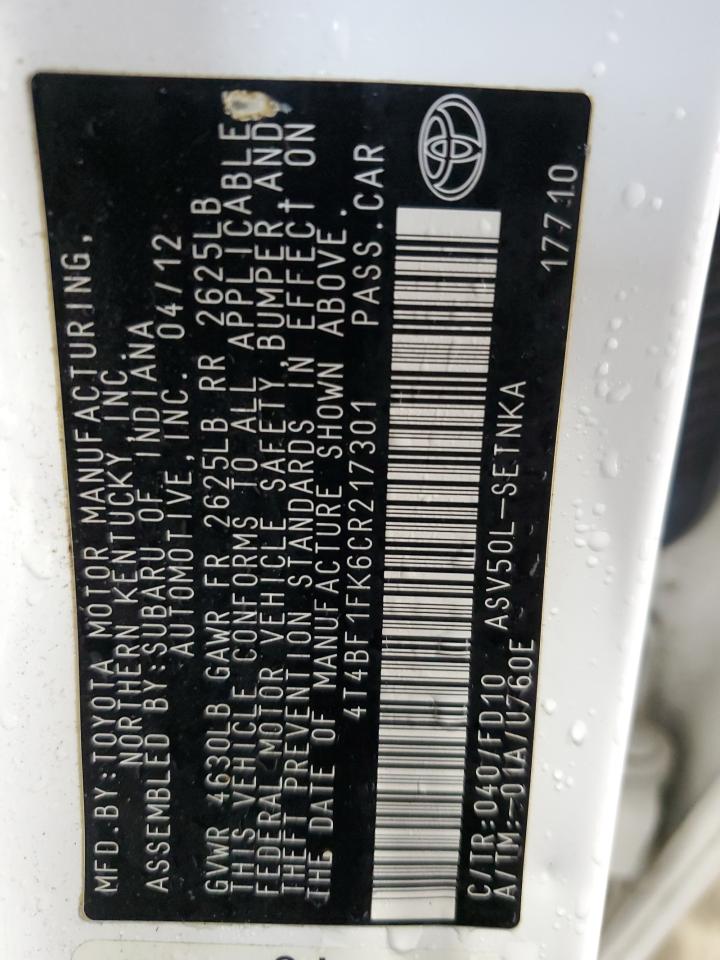 MFD.BY:TOYOTA MOTOR MANUFACTURING,
NORTHERN KENTUCKY, INC.
ASSEMBLED BY:SUBARU OF INDIANA
AUTOMOTIVE,INC. 04/12
GVWR 4630LB GAWR FR 2625LB RR 2625LB
THIS VEHICLE CONFORMS TO ALL APPLICABLE
FEDERAL MOTOR VEHICLE SAFETY,BUMPER,AND
THEFT PREVENTION STANDARDS IN EFFECT ON
THE DATE OF MANUFACTURE SHOWN ABOVE.
4T4BF1FK6CR217301 PASS.CAR
C/TR:040/FD10 ASV50L-SETNKA
A/TM:-01A/U760E 17710